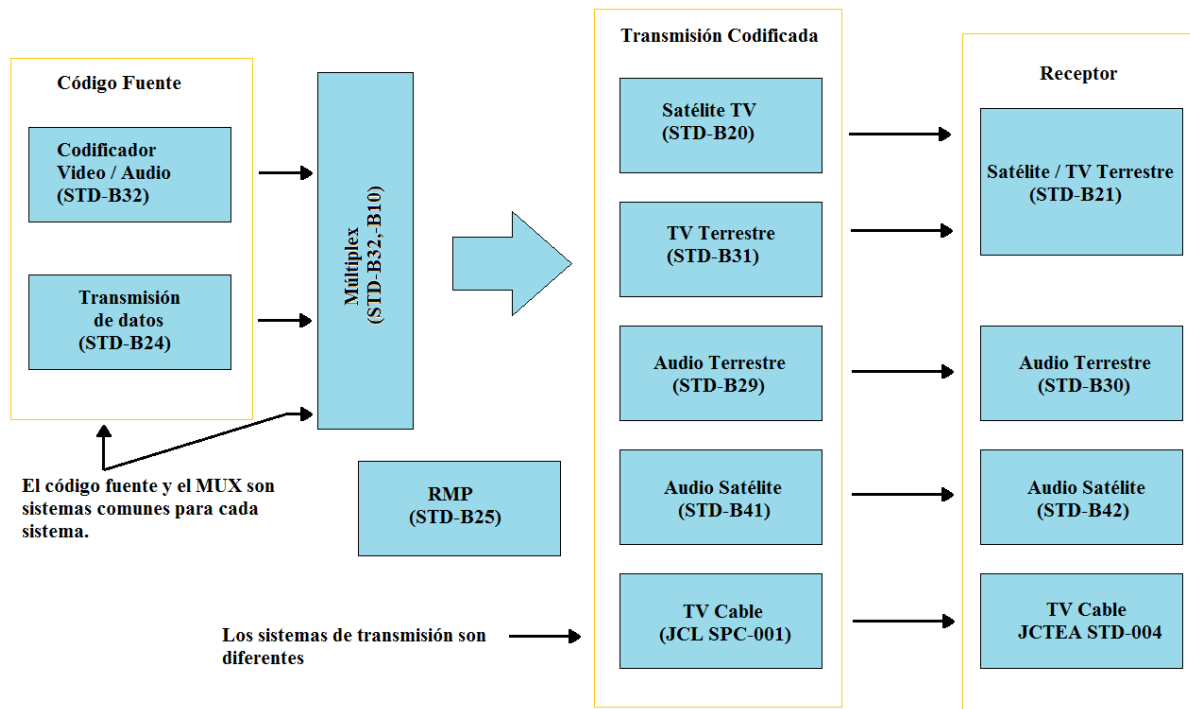 Código Fuente
Codificador
Video / Audio
(STD-B32)
Transmisión
de datos
(STD-B24)
El código fuente y el MUX son
sistemas comunes para cada
sistema.
Múltiplex
(STD-B32,-B10)
RMP
(STD-B25)
Los sistemas de transmisión son
diferentes
Transmisión Codificada
Satélite TV
(STD-B20)
TV Terrestre
(STD-B31)
Audio Terrestre
(STD-B29)
Audio Satélite
(STD-B41)
TV Cable
(JCL SPC-001)
Receptor
Satélite / TV Terrestre
(STD-B21)
Audio Terrestre
(STD-B30)
Audio Satélite
(STD-B42)
TV Cable
JCTEA STD-004